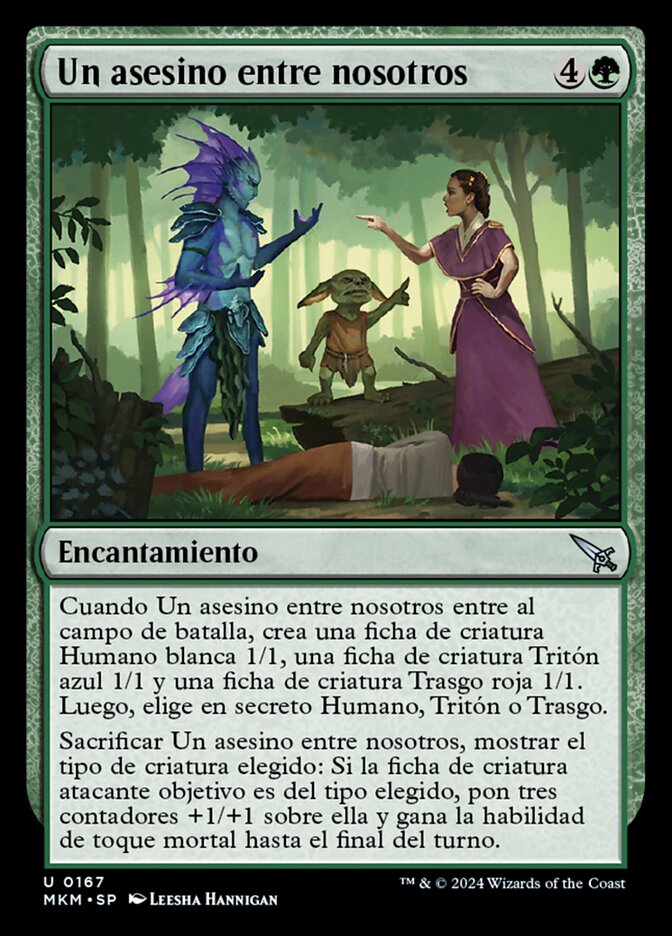 Un asesino entre nosotros 4
Encantamiento
Cuando Un asesino entre nosotros entre al
campo de batalla, crea una ficha de criatura
Humano blanca 1/1, una ficha de criatura Tritón
azul 1/1 y una ficha de criatura Trasgo roja 1/1.
Luego, elige en secreto Humano, Tritón o Trasgo.
Sacrificar Un asesino entre nosotros, mostrar el
tipo de criatura elegido: Si la ficha de criatura
atacante objetivo es del tipo elegido, pon tres
contadores +1/+1 sobre ella y gana la habilidad
de toque mortal hasta el final del turno.
U 0167 ™ & © 2024 Wizards of the Coast
MKM • SP Leesha Hannigan